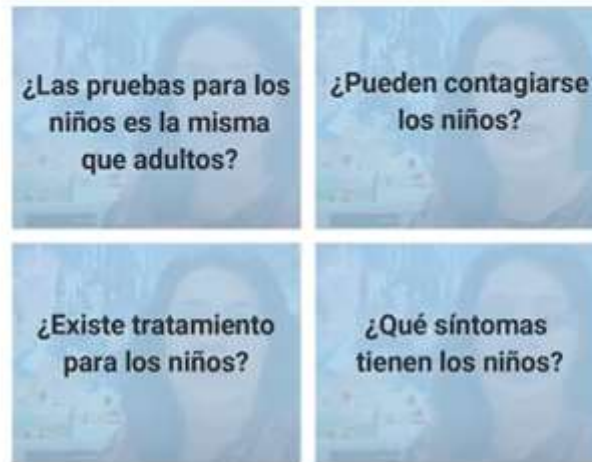 ¿Las pruebas para los
niños es la misma
que adultos?
¿Pueden contagiarse
los niños?
¿Existe tratamiento
para los niños?
¿Qué síntomas
tienen los niños?